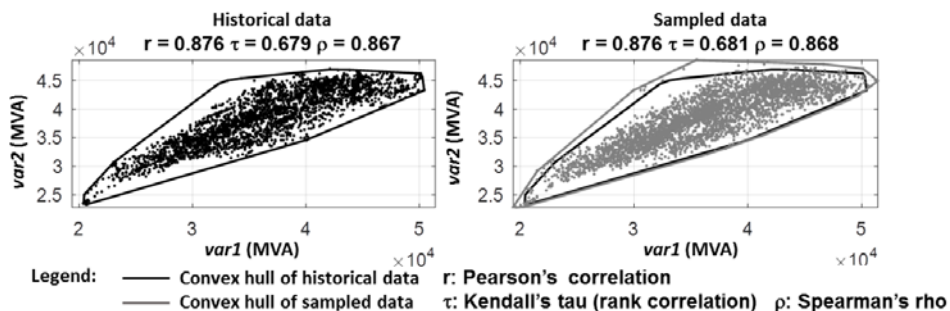 Historical data
r = 0.876 τ = 0.679 ρ = 0.867
× 10⁴
4.5
4
3.5
3
2.5
var2 (MVA)
2 3 4 5
var1 (MVA)
× 10⁴
Sampled data
r = 0.876 τ = 0.681 ρ = 0.868
× 10⁴
4.5
4
3.5
3
2.5
var2 (MVA)
2 3 4 5
var1 (MVA)
× 10⁴
Legend: Convex hull of historical data r: Pearson's correlation
Convex hull of sampled data τ: Kendall's tau (rank correlation) ρ: Spearman's rho